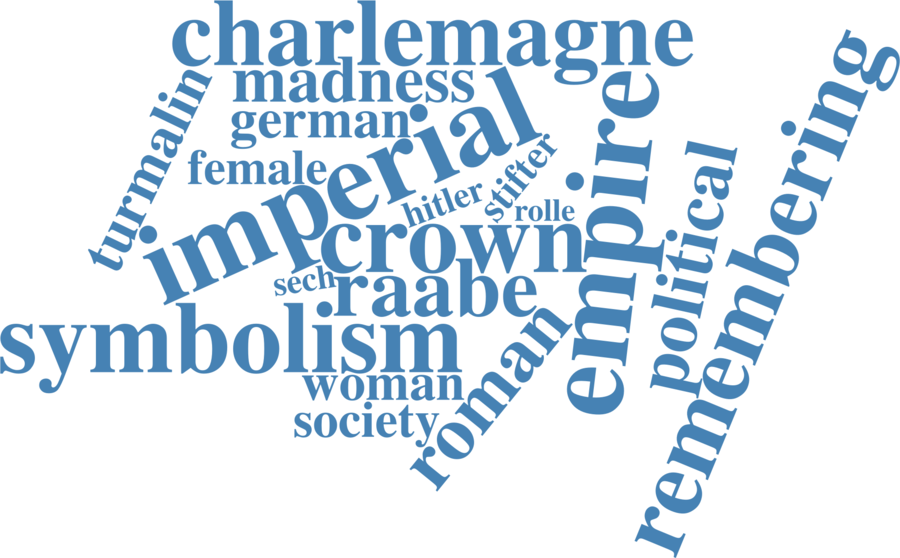 charlemagne
madness
german
turmalin
female
imperial
hitler
stifter
rolle
crown
empire
political
remembering
sech
raabe
symbolism
woman
society
roman